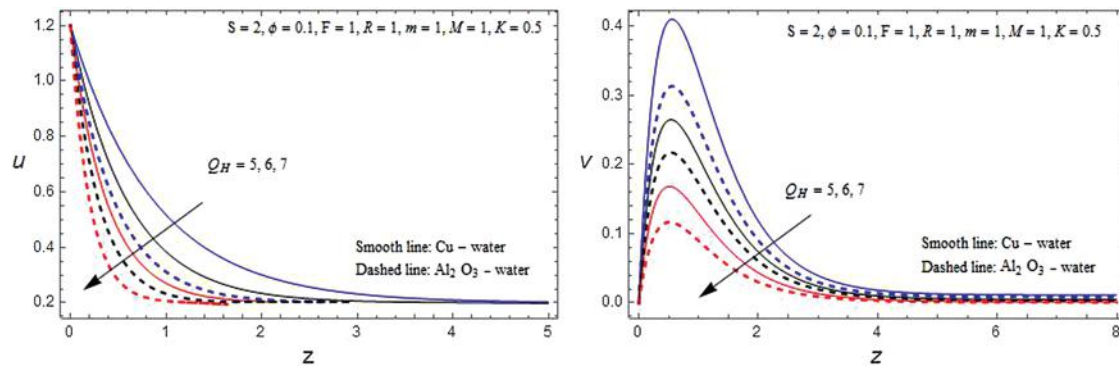 S = 2, ϕ = 0.1, F = 1, R = 1, m = 1, M = 1, K = 0.5
1.2
1.0
0.8
u
0.6
Q_H = 5, 6, 7
0.4
Smooth line: Cu – water
Dashed line: Al₂ O₃ – water
0.2
0 1 2 3 4 5
z
S = 2, ϕ = 0.1, F = 1, R = 1, m = 1, M = 1, K = 0.5
0.4
0.3
v
0.2
Q_H = 5, 6, 7
0.1
Smooth line: Cu – water
Dashed line: Al₂ O₃ – water
0.0
0 2 4 6 8
z